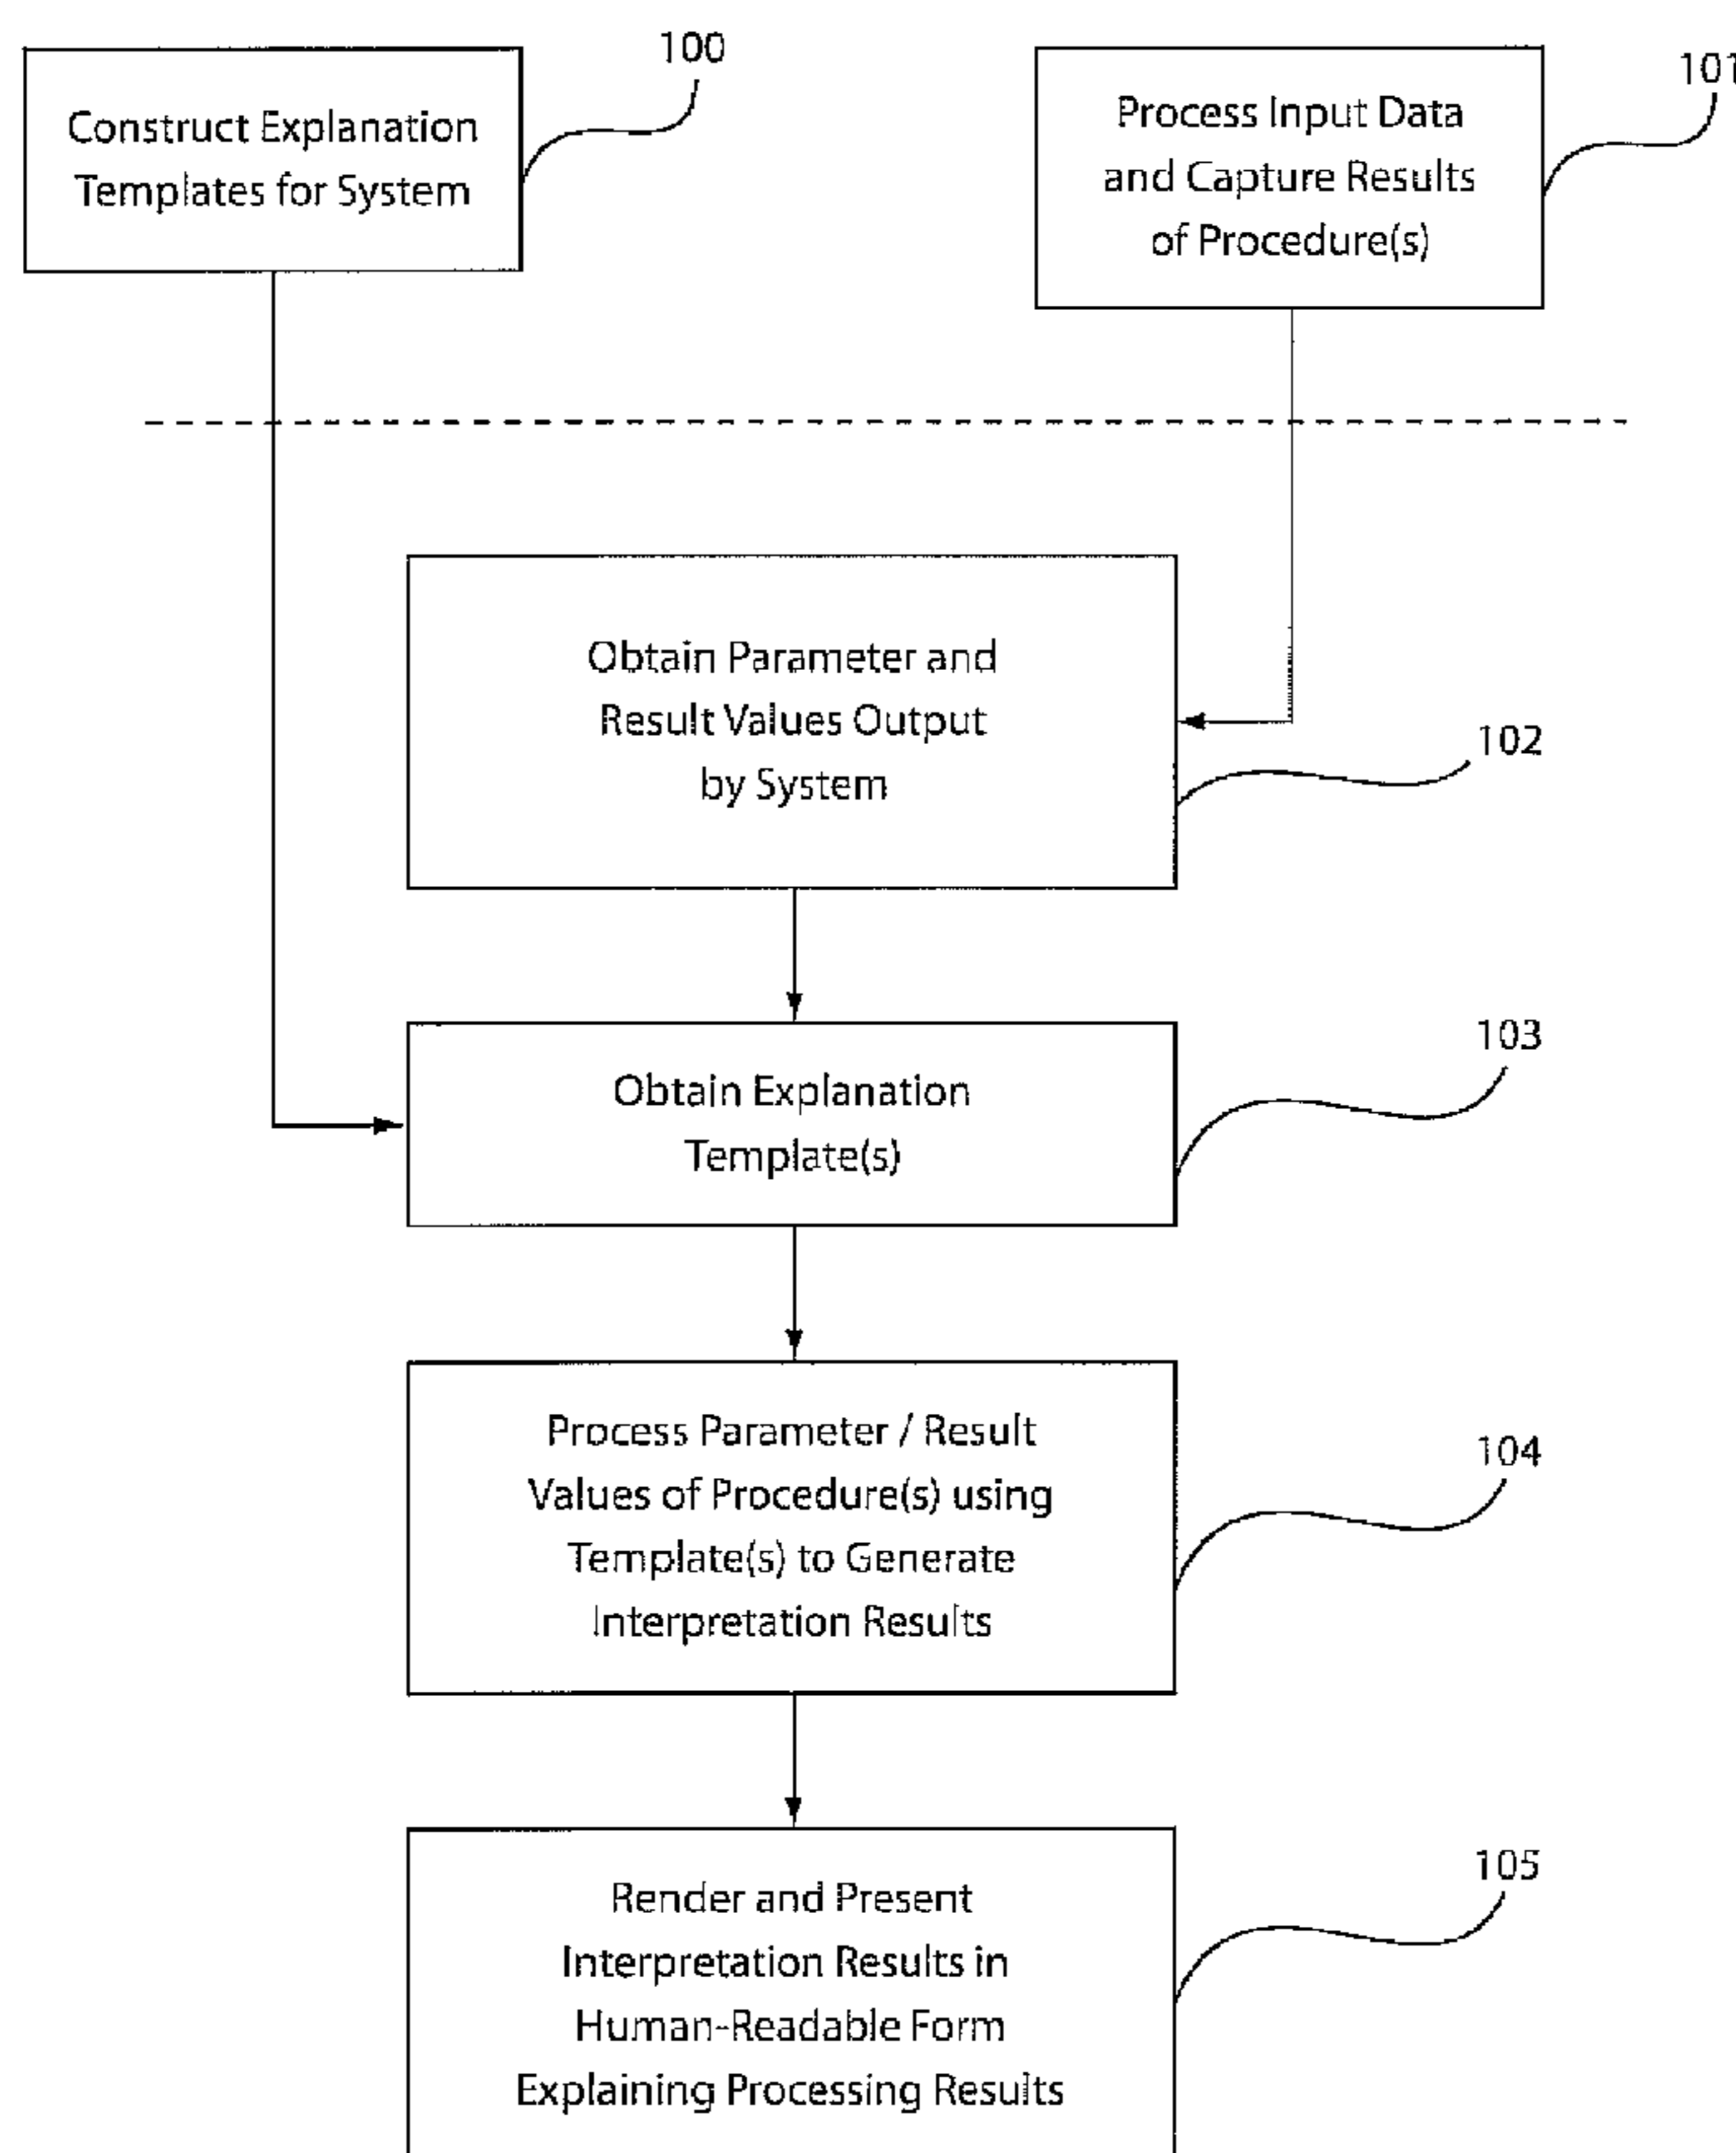 100
Construct Explanation
Templates for System
101
Process Input Data
and Capture Results
of Procedure(s)
Obtain Parameter and
Result Values Output
by System
102
103
Obtain Explanation
Template(s)
104
Process Parameter / Result
Values of Procedure(s) using
Template(s) to Generate
Interpretation Results
105
Render and Present
Interpretation Results in
Human-Readable Form
Explaining Processing Results